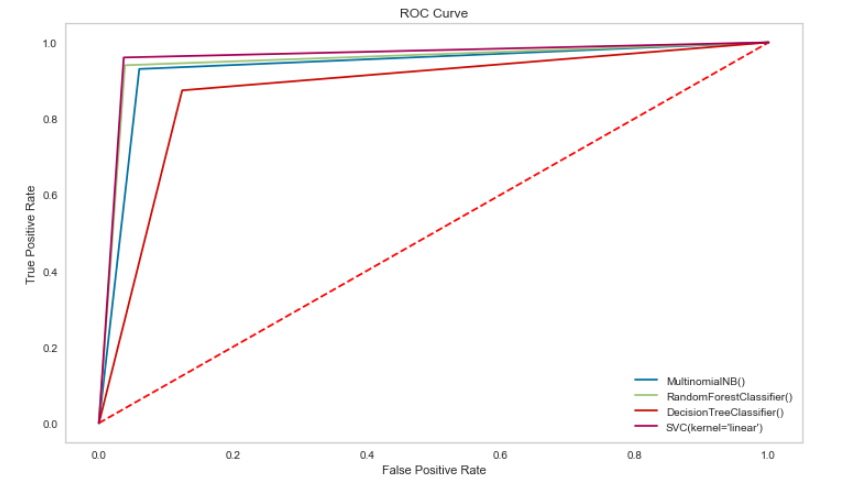 ROC Curve
True Positive Rate
1.0
0.8
0.6
0.4
0.2
0.0
MultinomialNB()
RandomForestClassifier()
DecisionTreeClassifier()
SVC(kernel='linear')
0.0 0.2 0.4 0.6 0.8 1.0
False Positive Rate